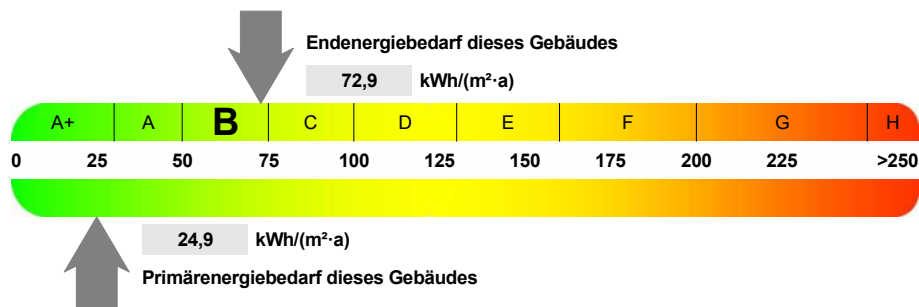 Endenergiebedarf dieses Gebäudes
72,9 kWh/(m²·a)
A+ A B C D E F G H
0 25 50 75 100 125 150 175 200 225 >250
24,9 kWh/(m²·a)
Primärenergiebedarf dieses Gebäudes